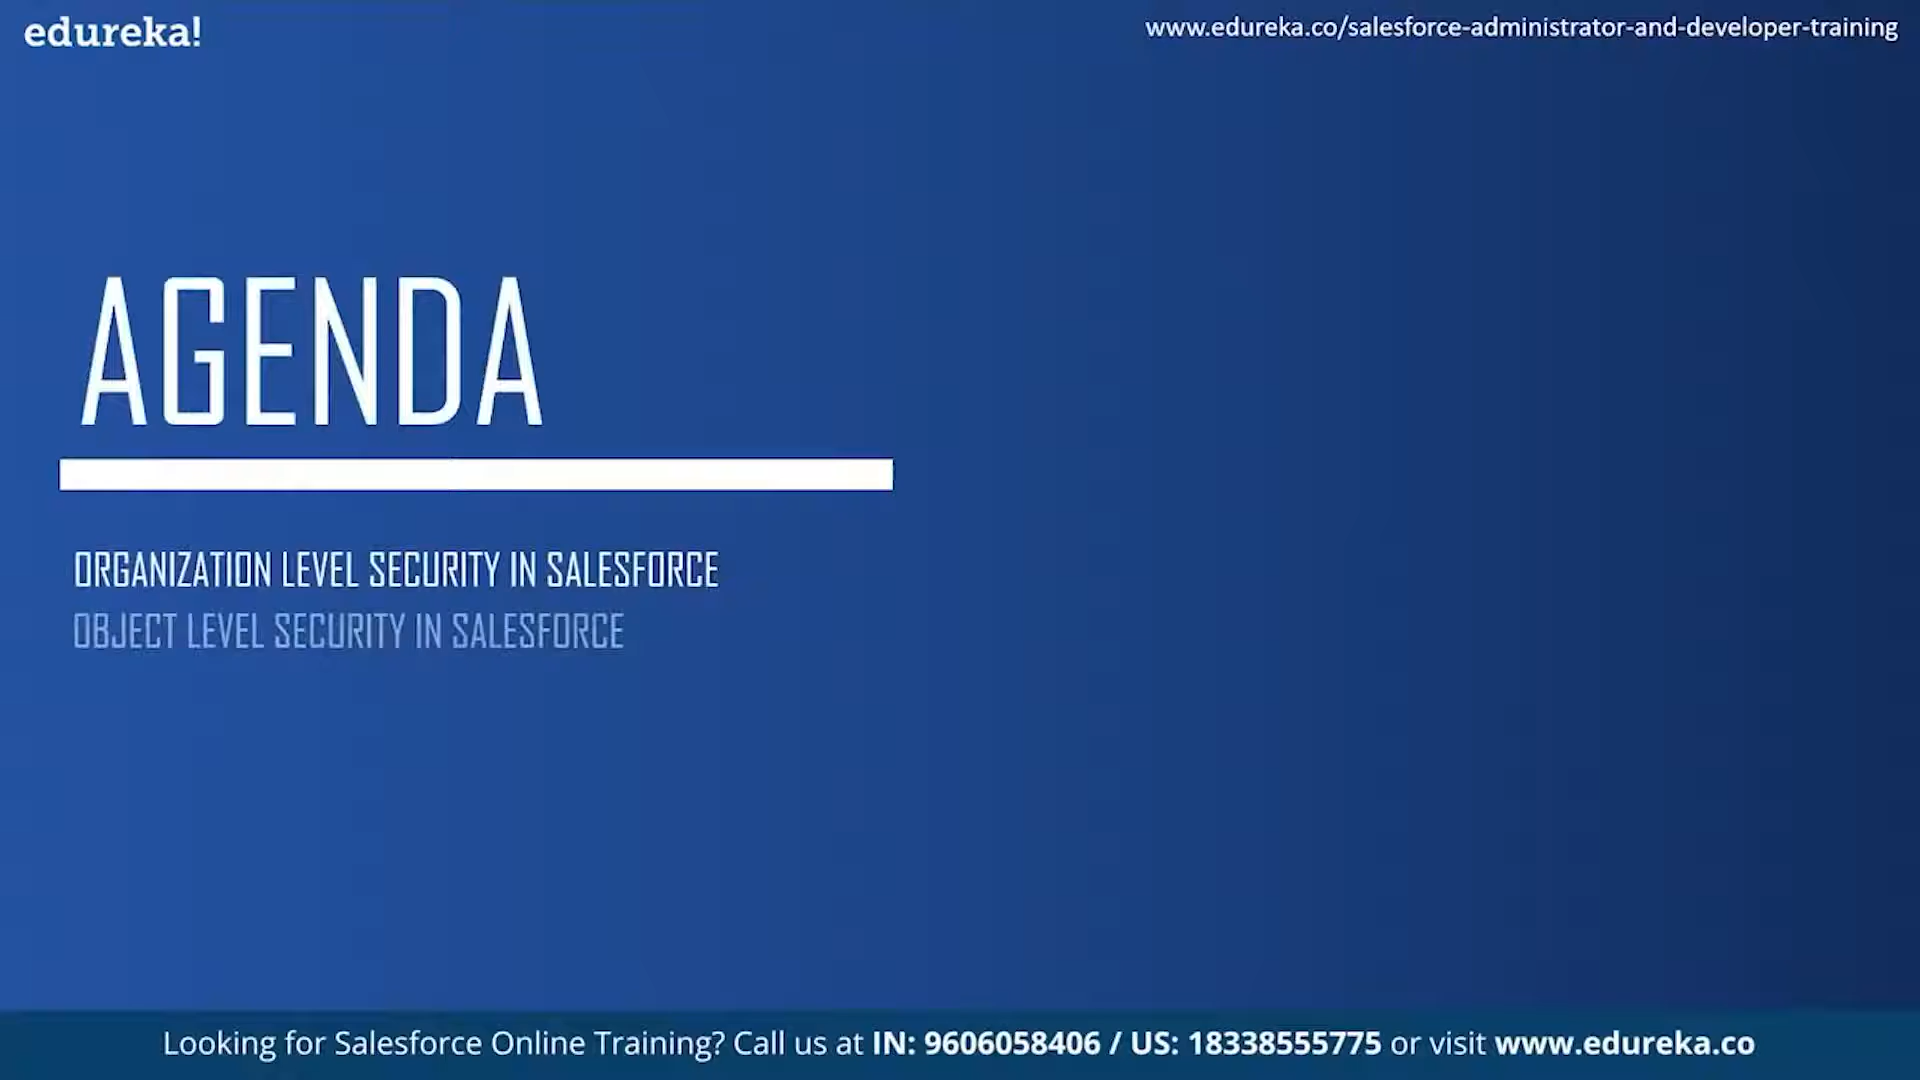 edureka!
www.edureka.co/salesforce-administrator-and-developer-training
AGENDA
ORGANIZATION LEVEL SECURITY IN SALESFORCE
OBJECT LEVEL SECURITY IN SALESFORCE
Looking for Salesforce Online Training? Call us at IN: 9606058406 / US: 18338555775 or visit www.edureka.co